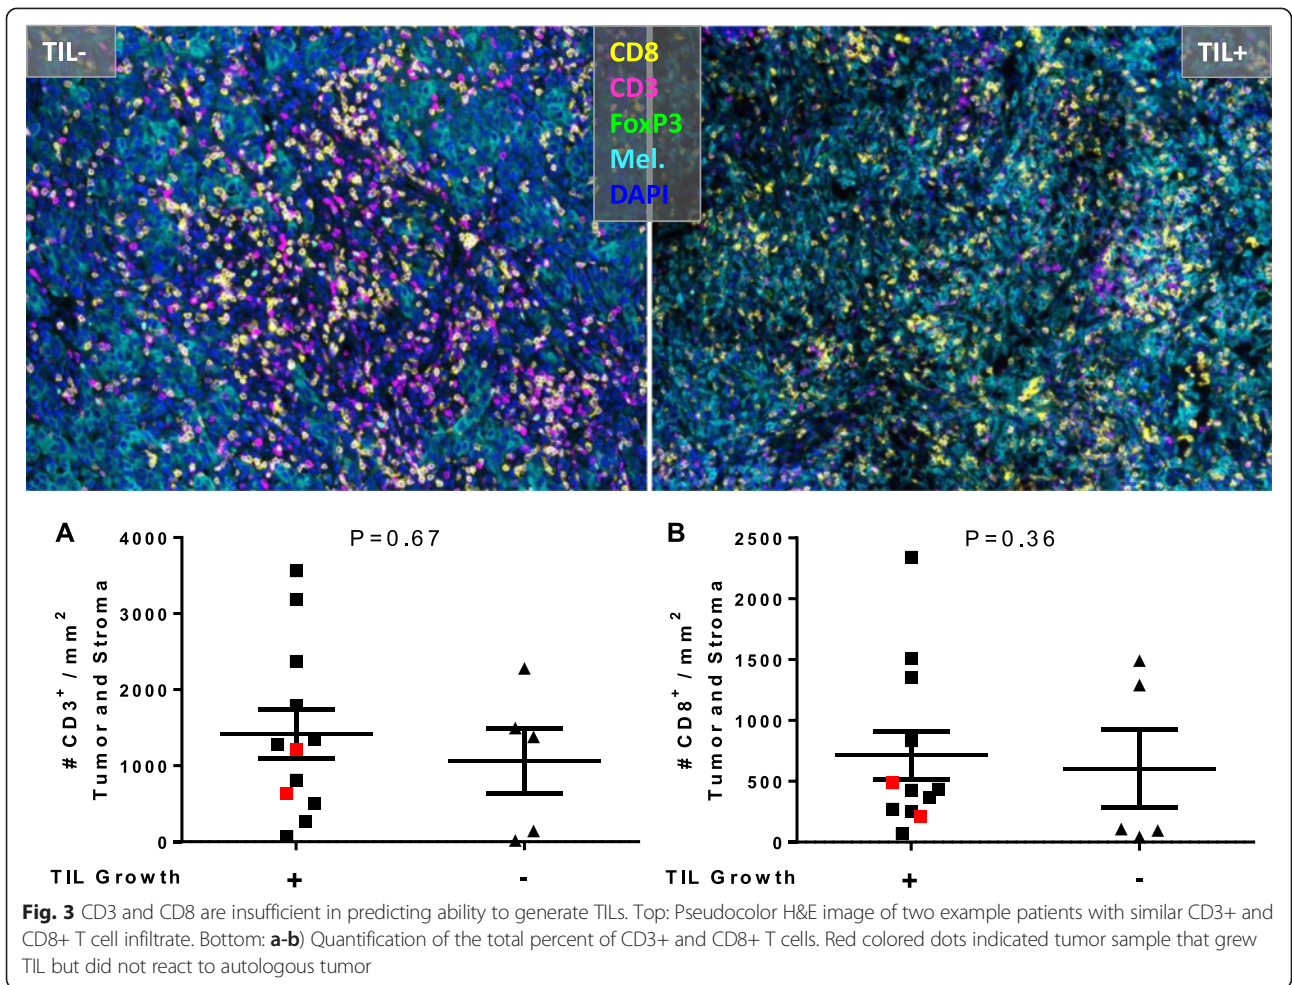 TIL-
CD8
CD3
FoxP3
Mel.
DAPI
TIL+
A
P=0.67
4000
3000
2000
1000
0
# CD3+ / mm2
Tumor and Stroma
TIL Growth
+
-
B
P=0.36
2500
2000
1500
1000
500
0
# CD8+ / mm2
Tumor and Stroma
TIL Growth
+
-
Fig. 3 CD3 and CD8 are insufficient in predicting ability to generate TILs. Top: Pseudocolor H&E image of two example patients with similar CD3+ and
CD8+ T cell infiltrate. Bottom: a-b) Quantification of the total percent of CD3+ and CD8+ T cells. Red colored dots indicated tumor sample that grew
TIL but did not react to autologous tumor